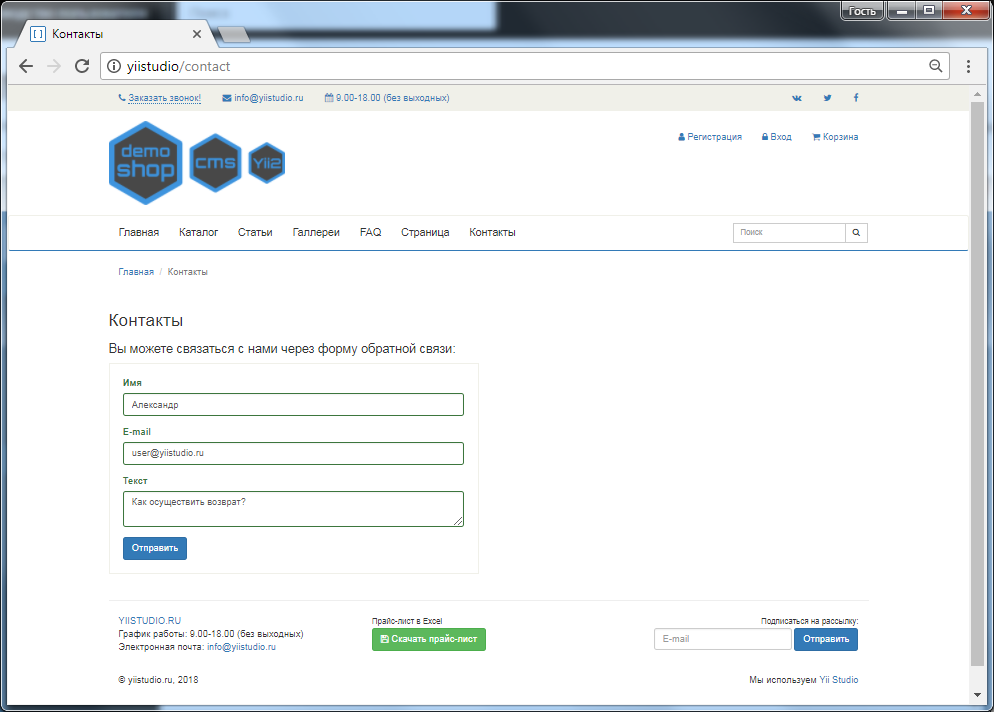 Гость
Контакты
yiistudio/contact
Заказать звонок! info@yiistudio.ru 9.00-18.00 (без выходных)
demo shop cms Yii2
Регистрация Вход Корзина
Главная Каталог Статьи Галлереи FAQ Страница Контакты Поиск
Главная / Контакты
Контакты
Вы можете связаться с нами через форму обратной связи:
Имя
Александр
E-mail
user@yiistudio.ru
Текст
Как осуществить возврат?
Отправить
YIISTUDIO.RU
График работы: 9.00-18.00 (без выходных)
Электронная почта: info@yiistudio.ru
Прайс-лист в Excel
Скачать прайс-лист
Подписаться на рассылку:
E-mail Отправить
© yiistudio.ru, 2018
Мы используем Yii Studio